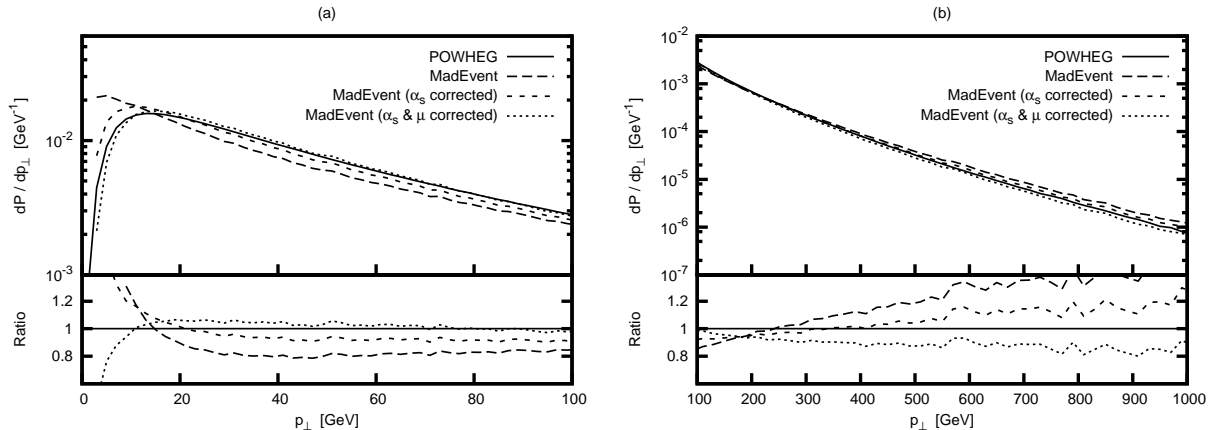 (a)
dP / dp⊥ [GeV⁻¹]
10⁻²
10⁻³
POWHEG
MadEvent
MadEvent (αs corrected)
MadEvent (αs & μ corrected)
Ratio
1.2
1
0.8
0 20 40 60 80 100
p⊥ [GeV]
(b)
dP / dp⊥ [GeV⁻¹]
10⁻²
10⁻³
10⁻⁴
10⁻⁵
10⁻⁶
10⁻⁷
POWHEG
MadEvent
MadEvent (αs corrected)
MadEvent (αs & μ corrected)
Ratio
1.2
1
0.8
100 200 300 400 500 600 700 800 900 1000
p⊥ [GeV]